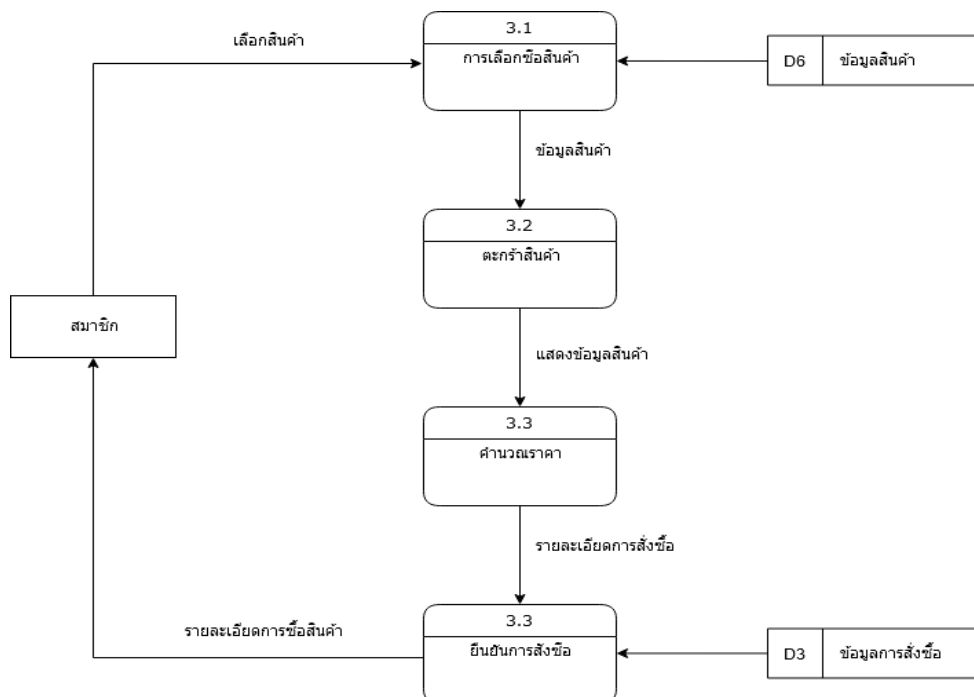 3.1
เลือกสินค้า
การเลือกซื้อสินค้า
D6
ข้อมูลสินค้า
ข้อมูลสินค้า
3.2
ตะกร้าสินค้า
สมาชิก
แสดงข้อมูลสินค้า
3.3
คำนวณราคา
รายละเอียดการสั่งซื้อ
3.3
รายละเอียดการซื้อสินค้า
ยืนยันการสั่งซื้อ
D3
ข้อมูลการสั่งซื้อ